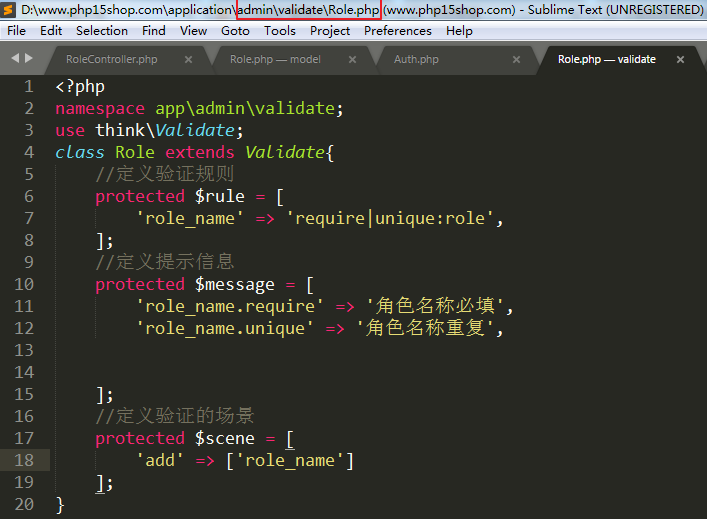 D:\www.php15shop.com\application\admin\validate\Role.php (www.php15shop.com) - Sublime Text (UNREGISTERED)
File Edit Selection Find View Goto Tools Project Preferences Help
RoleController.php × Role.php — model × Auth.php × Role.php — validate ×
1 <?php
2 namespace app\admin\validate;
3 use think\Validate;
4 class Role extends Validate{
5 //定义验证规则
6 protected $rule = [
7 'role_name' => 'require|unique:role',
8 ];
9 //定义提示信息
10 protected $message = [
11 'role_name.require' => '角色名称必填',
12 'role_name.unique' => '角色名称重复',
13
14
15 ];
16 //定义验证的场景
17 protected $scene = [
18 'add' => ['role_name']
19 ];
20 }